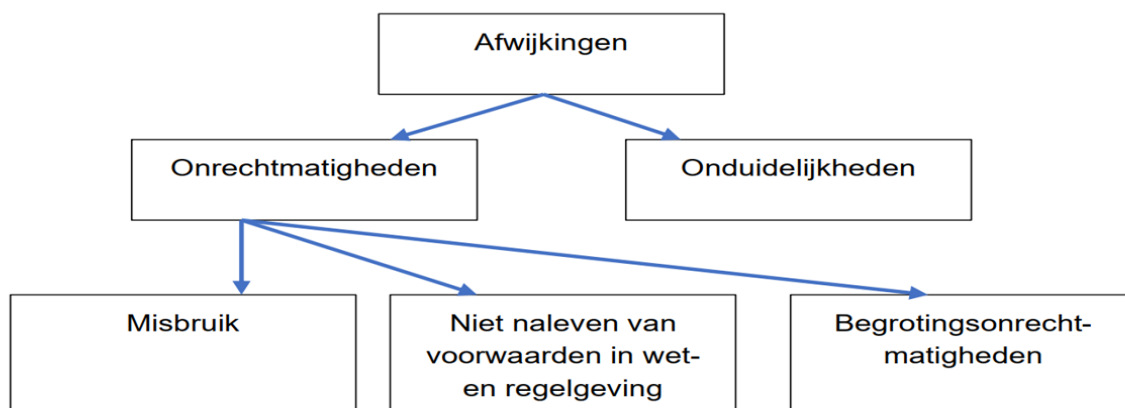 Afwijkingen
Onrechtmatigheden
Onduidelijkheden
Misbruik
Niet naleven van
voorwaarden in wet-
en regelgeving
Begrotingsonrecht-
matigheden